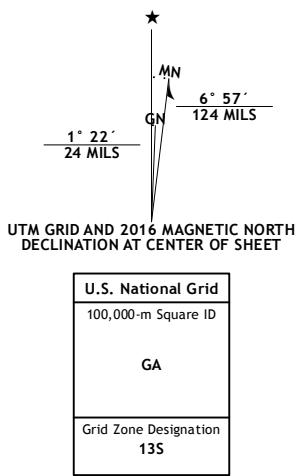 ★
MN
6° 57´
124 MILS
GN
1° 22´
24 MILS
UTM GRID AND 2016 MAGNETIC NORTH
DECLINATION AT CENTER OF SHEET
U.S. National Grid
100,000-m Square ID
GA
Grid Zone Designation
13S